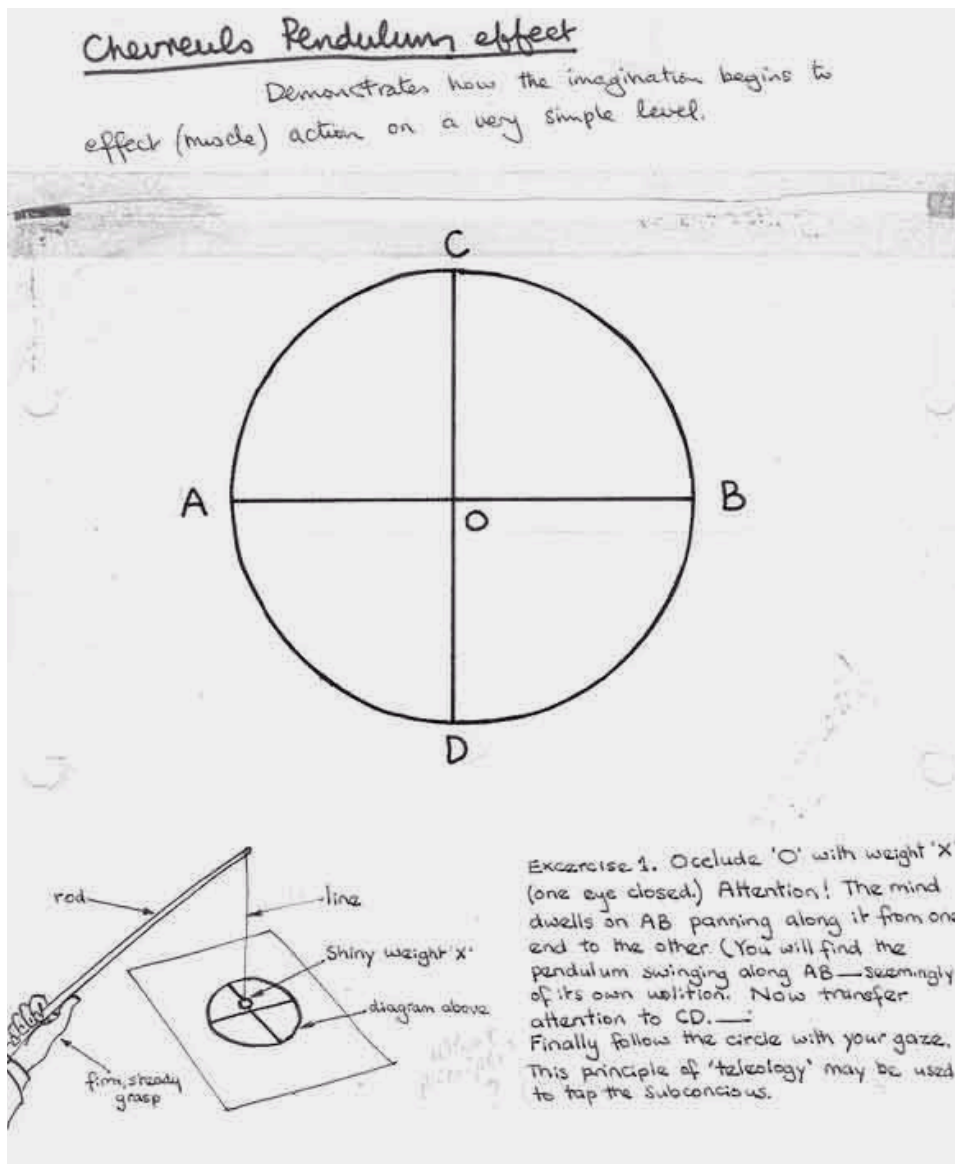 Chevreuls Pendulum effect
Demonstrates how the imagination begins to
effect (muscle) action on a very simple level.
C
A
B
O
D
rod
line
Shiny weight 'X'
diagram above
firm, steady
grasp
Excercise 1. Occlude 'O' with weight 'X'
(one eye closed.) Attention! The mind
dwells on AB panning along it from one
end to the other. (You will find the
pendulum swinging along AB — seemingly
of its own volition. Now transfer
attention to CD. —:
Finally follow the circle with your gaze.
This principle of 'teleology' may be used
to tap the subconcious.